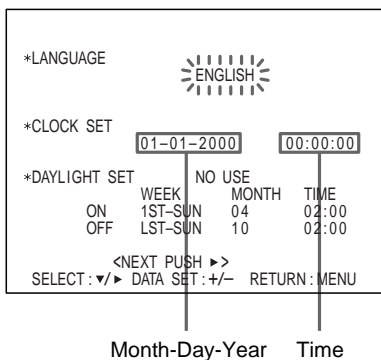 *LANGUAGE
ENGLISH
*CLOCK SET
01–01–2000 00:00:00
*DAYLIGHT SET NO USE
WEEK MONTH TIME
ON 1ST–SUN 04 02:00
OFF LST–SUN 10 02:00
<NEXT PUSH ►>
SELECT : ▼/► DATA SET : +/– RETURN : MENU
Month-Day-Year Time